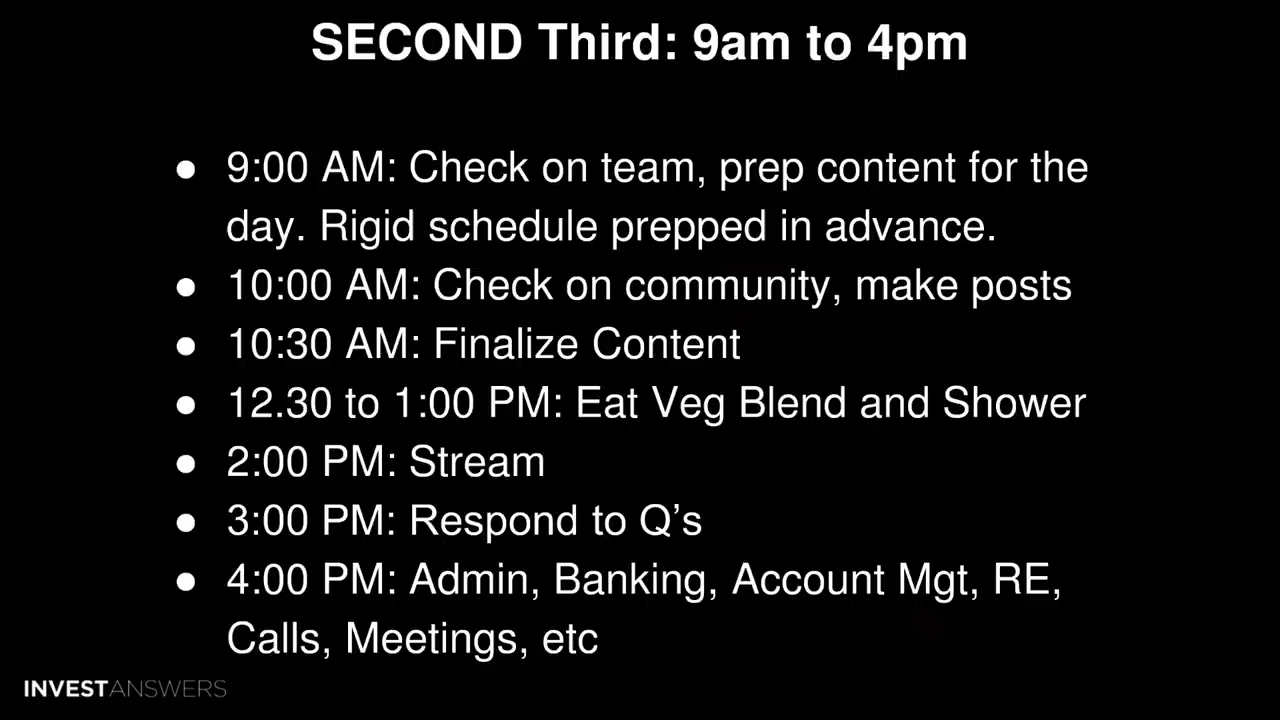 SECOND Third: 9am to 4pm
● 9:00 AM: Check on team, prep content for the
day. Rigid schedule prepped in advance.
● 10:00 AM: Check on community, make posts
● 10:30 AM: Finalize Content
● 12.30 to 1:00 PM: Eat Veg Blend and Shower
● 2:00 PM: Stream
● 3:00 PM: Respond to Q’s
● 4:00 PM: Admin, Banking, Account Mgt, RE,
Calls, Meetings, etc
INVESTANSWERS